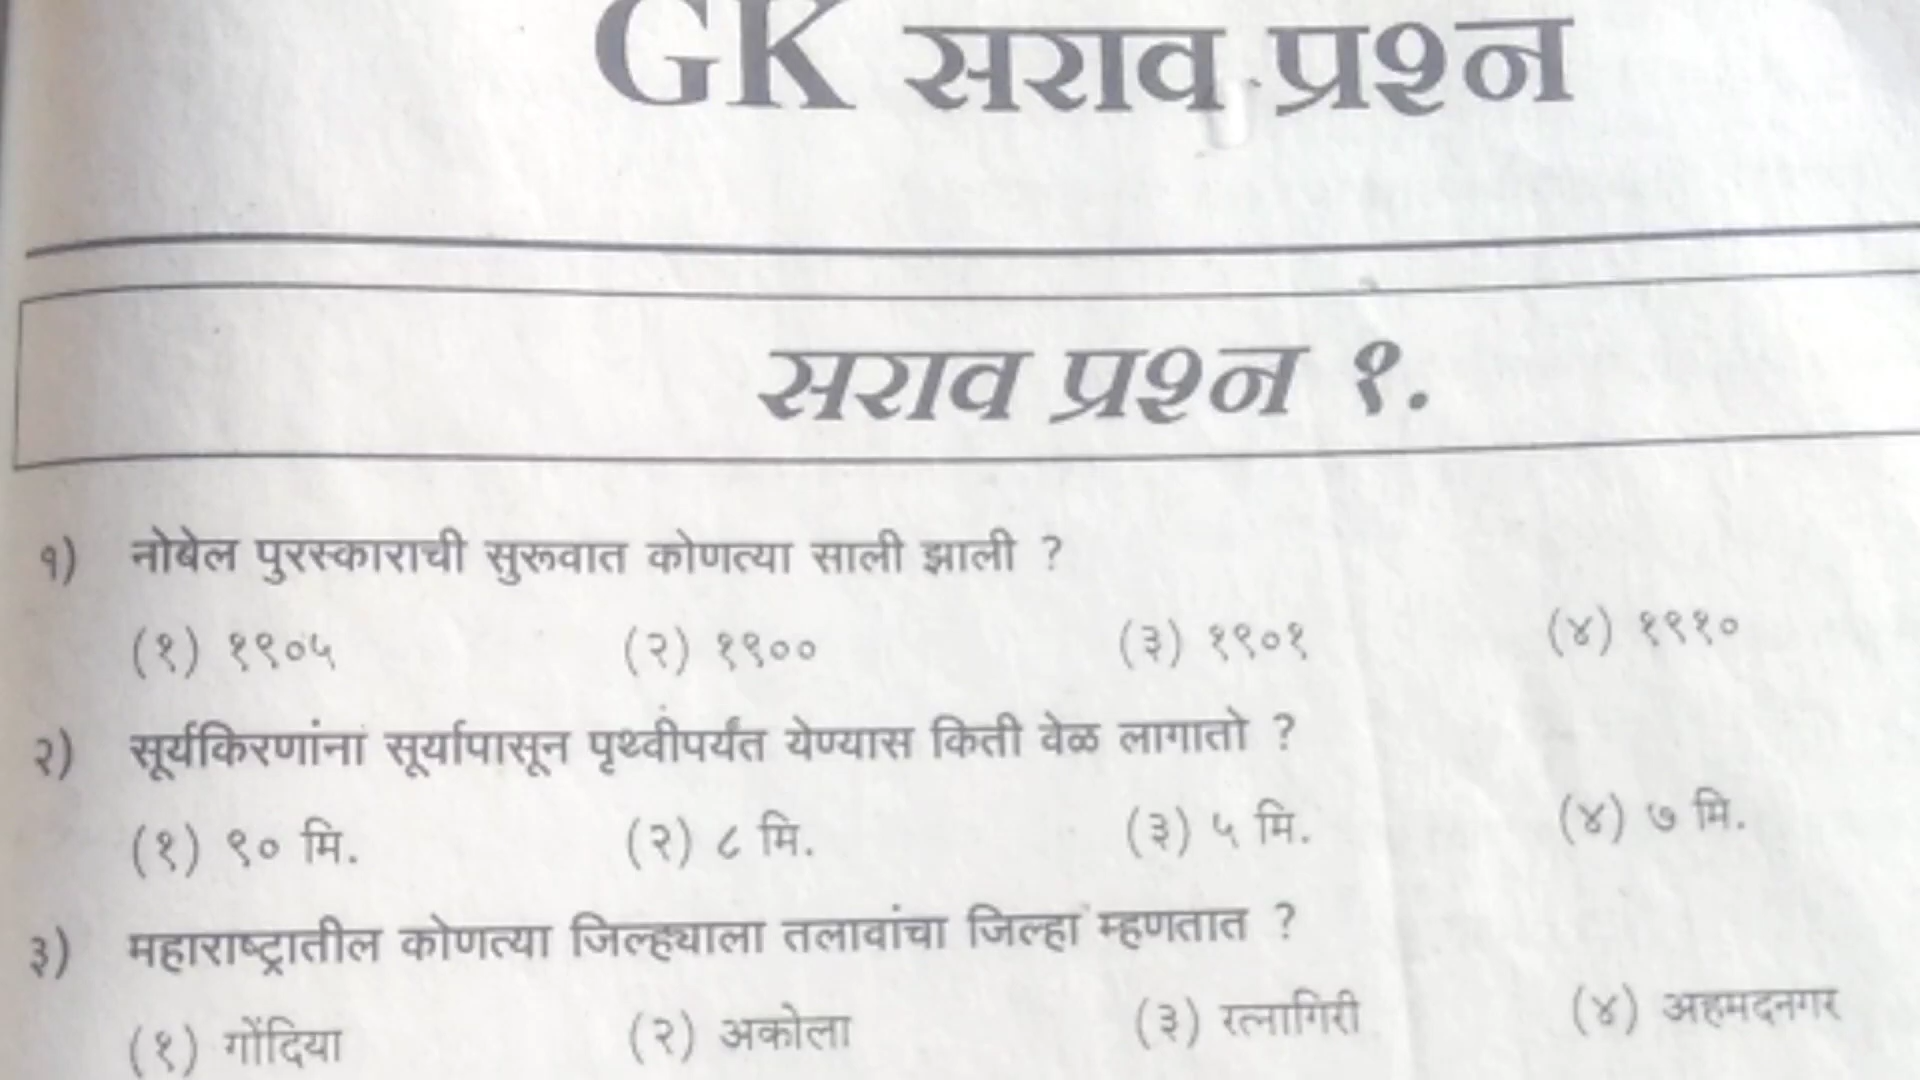 GK सराव प्रश्न
सराव प्रश्न १.
१) नोबेल पुरस्काराची सुरूवात कोणत्या साली झाली ?
(१) १९०५ (२) १९०० (३) १९०१ (४) १९१०
२) सूर्यकिरणांना सूर्यापासून पृथ्वीपर्यंत येण्यास किती वेळ लागातो ?
(१) ९० मि. (२) ८ मि. (३) ५ मि. (४) ७ मि.
३) महाराष्ट्रातील कोणत्या जिल्ह्याला तलावांचा जिल्हा म्हणतात ?
(१) गोंदिया (२) अकोला (३) रत्नागिरी (४) अहमदनगर